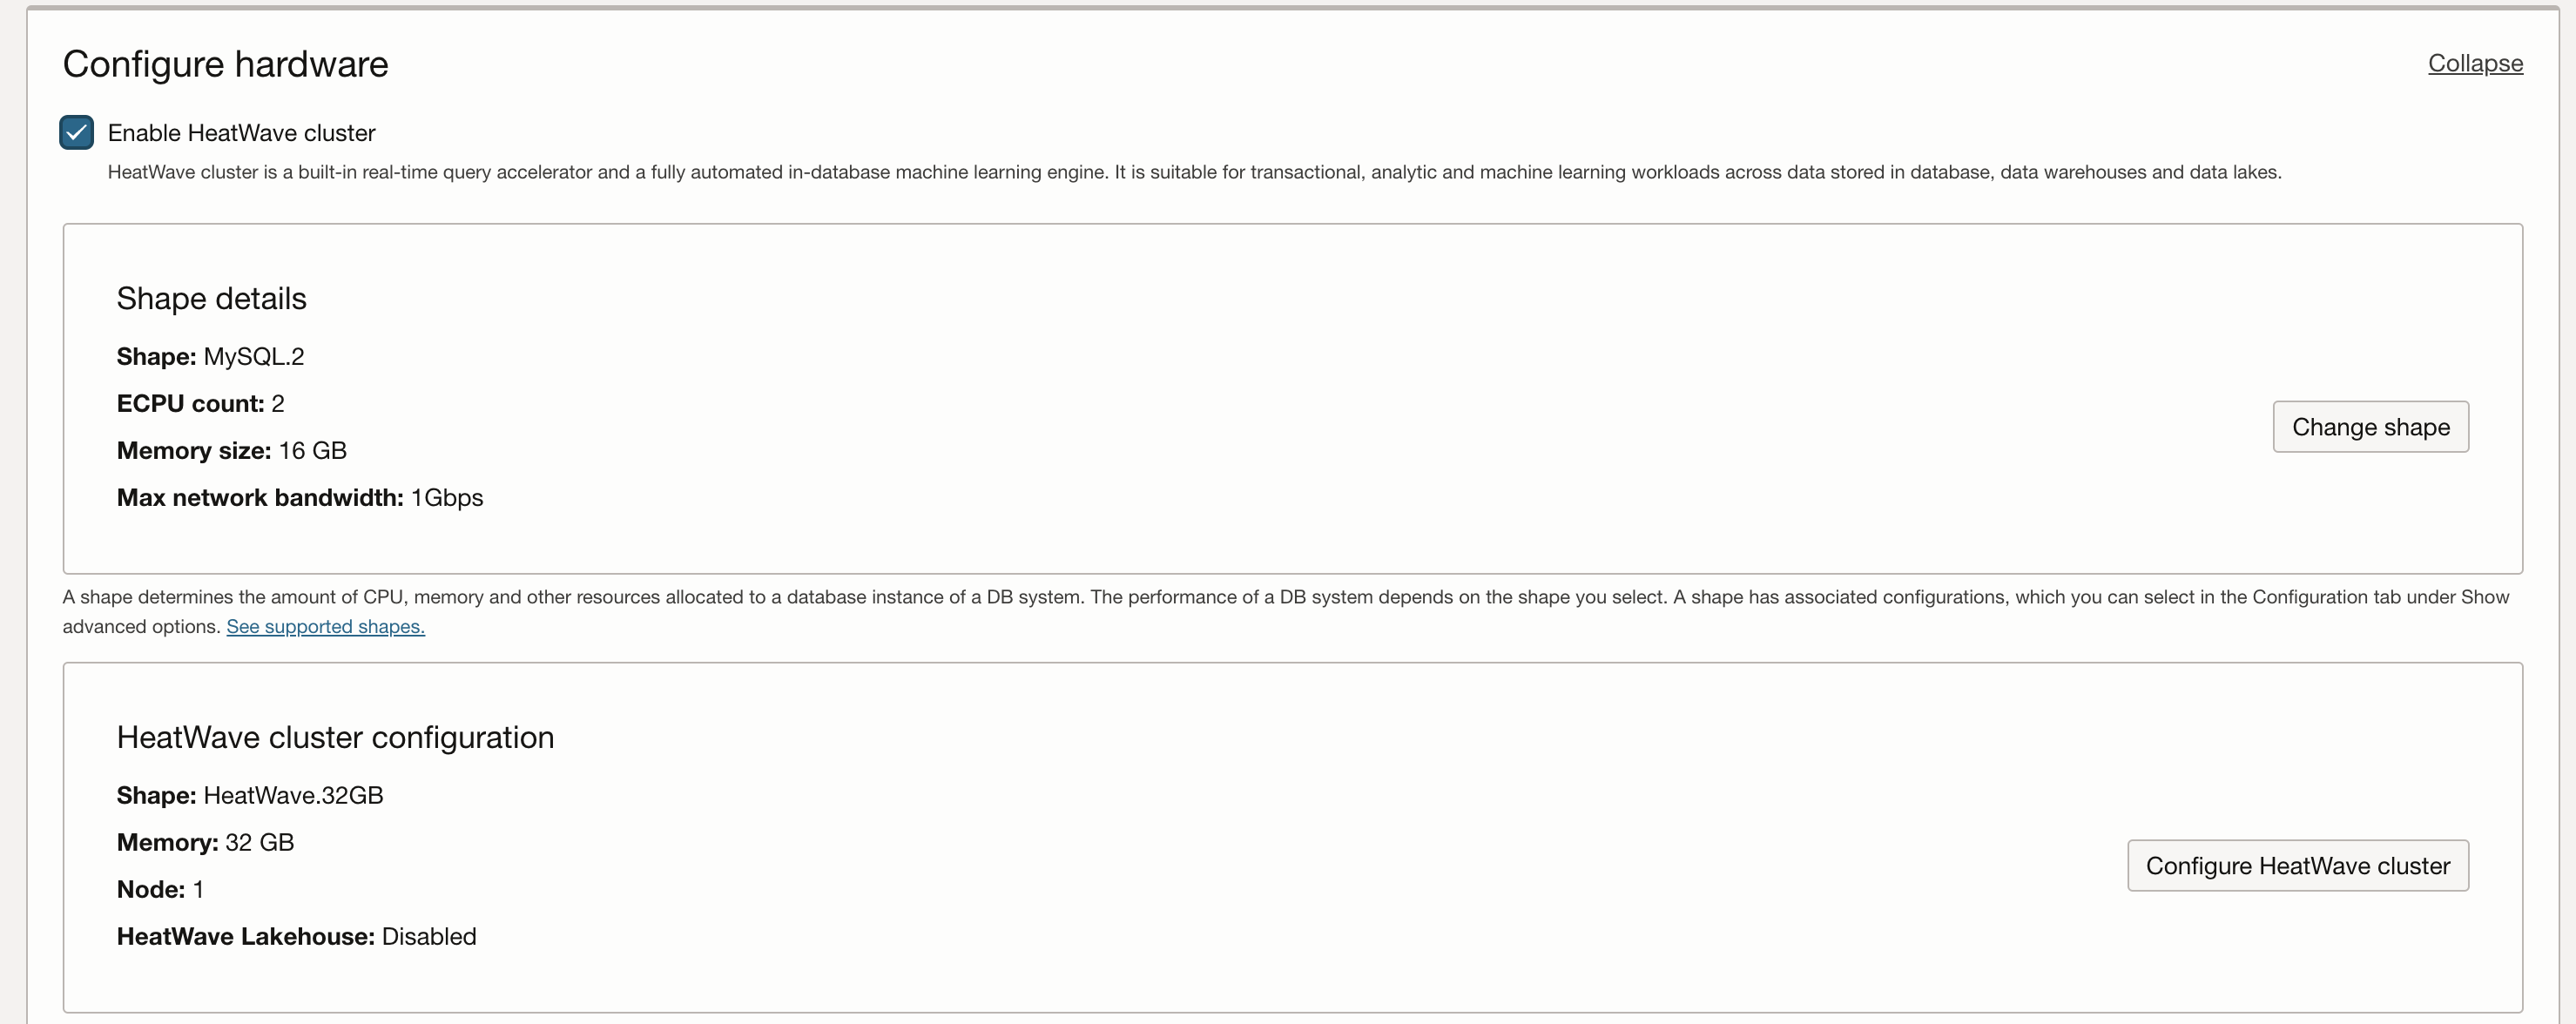 Configure hardware
Collapse
Enable HeatWave cluster
HeatWave cluster is a built-in real-time query accelerator and a fully automated in-database machine learning engine. It is suitable for transactional, analytic and machine learning workloads across data stored in database, data warehouses and data lakes.
Shape details
Shape: MySQL.2
ECPU count: 2
Memory size: 16 GB
Max network bandwidth: 1Gbps
Change shape
A shape determines the amount of CPU, memory and other resources allocated to a database instance of a DB system. The performance of a DB system depends on the shape you select. A shape has associated configurations, which you can select in the Configuration tab under Show
advanced options. See supported shapes.
HeatWave cluster configuration
Shape: HeatWave.32GB
Memory: 32 GB
Node: 1
HeatWave Lakehouse: Disabled
Configure HeatWave cluster